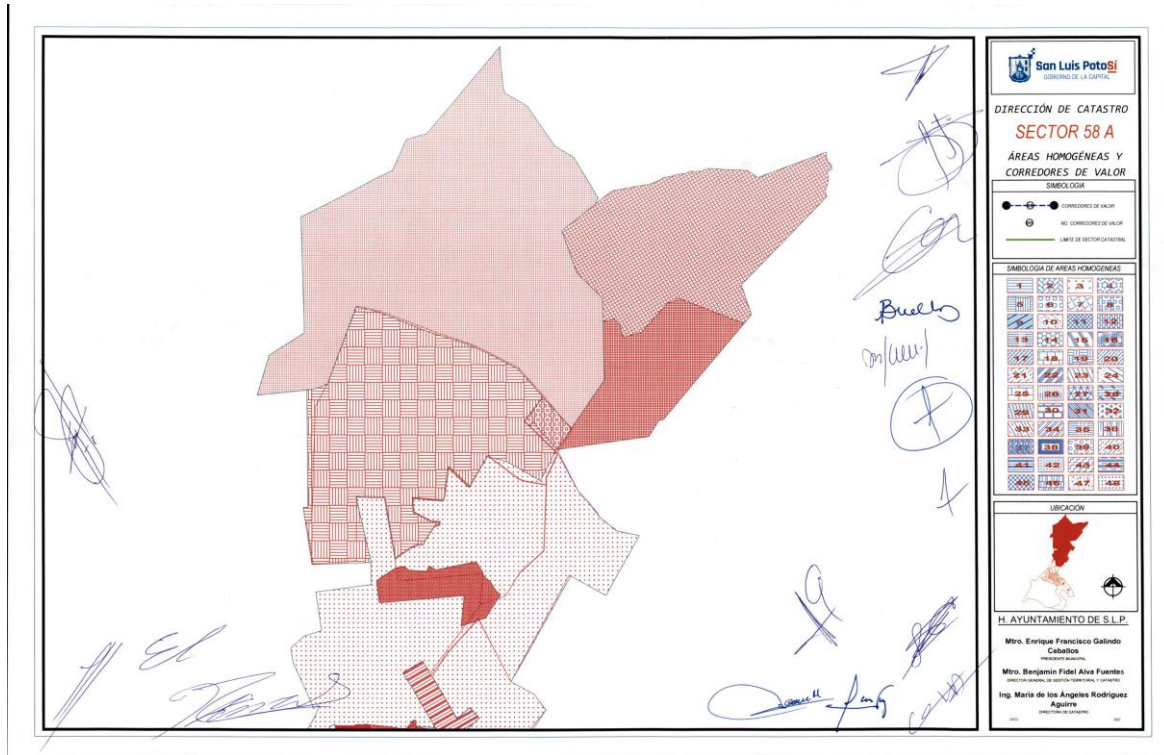 San Luis PotoSí
GOBIERNO DE LA CAPITAL
DIRECCIÓN DE CATASTRO
SECTOR 58 A
ÁREAS HOMOGÉNEAS Y
CORREDORES DE VALOR
SIMBOLOGIA
CORREDORES DE VALOR
NO. CORREDORES DE VALOR
LIMITE DE SECTOR CATASTRAL
SIMBOLOGIA DE AREAS HOMOGENEAS
1 2 3 4
5 6 7 8
9 10 11 12
13 14 15 16
17 18 19 20
21 22 23 24
25 26 27 28
29 30 31 32
33 34 35 36
37 38 39 40
41 42 43 44
45 46 47 48
UBICACIÓN
H. AYUNTAMIENTO DE S.L.P.
Mtro. Enrique Francisco Galindo
Ceballos
PRESIDENTE MUNICIPAL
Mtro. Benjamin Fidel Alva Fuentes
DIRECTOR GENERAL DE GESTIÓN TERRITORIAL Y CATASTRO
Ing. María de los Ángeles Rodríguez
Aguirre
DIRECTORA DE CATASTRO